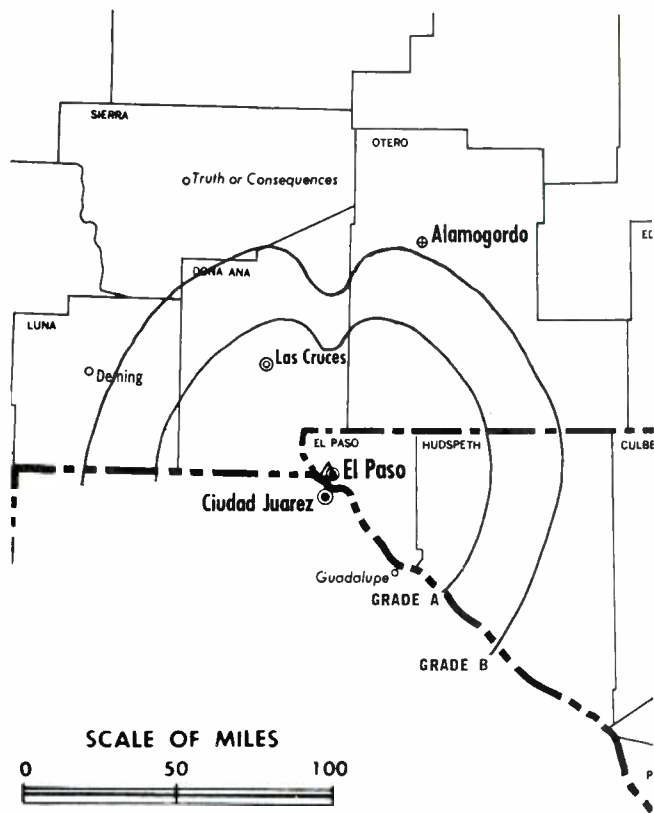 SIERRA
OTERO
Truth or Consequences
Alamogordo
DONA ANA
LUNA
Las Cruces
Deming
EL PASO
HUDSPETH
CULBE
El Paso
Ciudad Juarez
Guadalupe
GRADE A
GRADE B
SCALE OF MILES
0 50 100
P